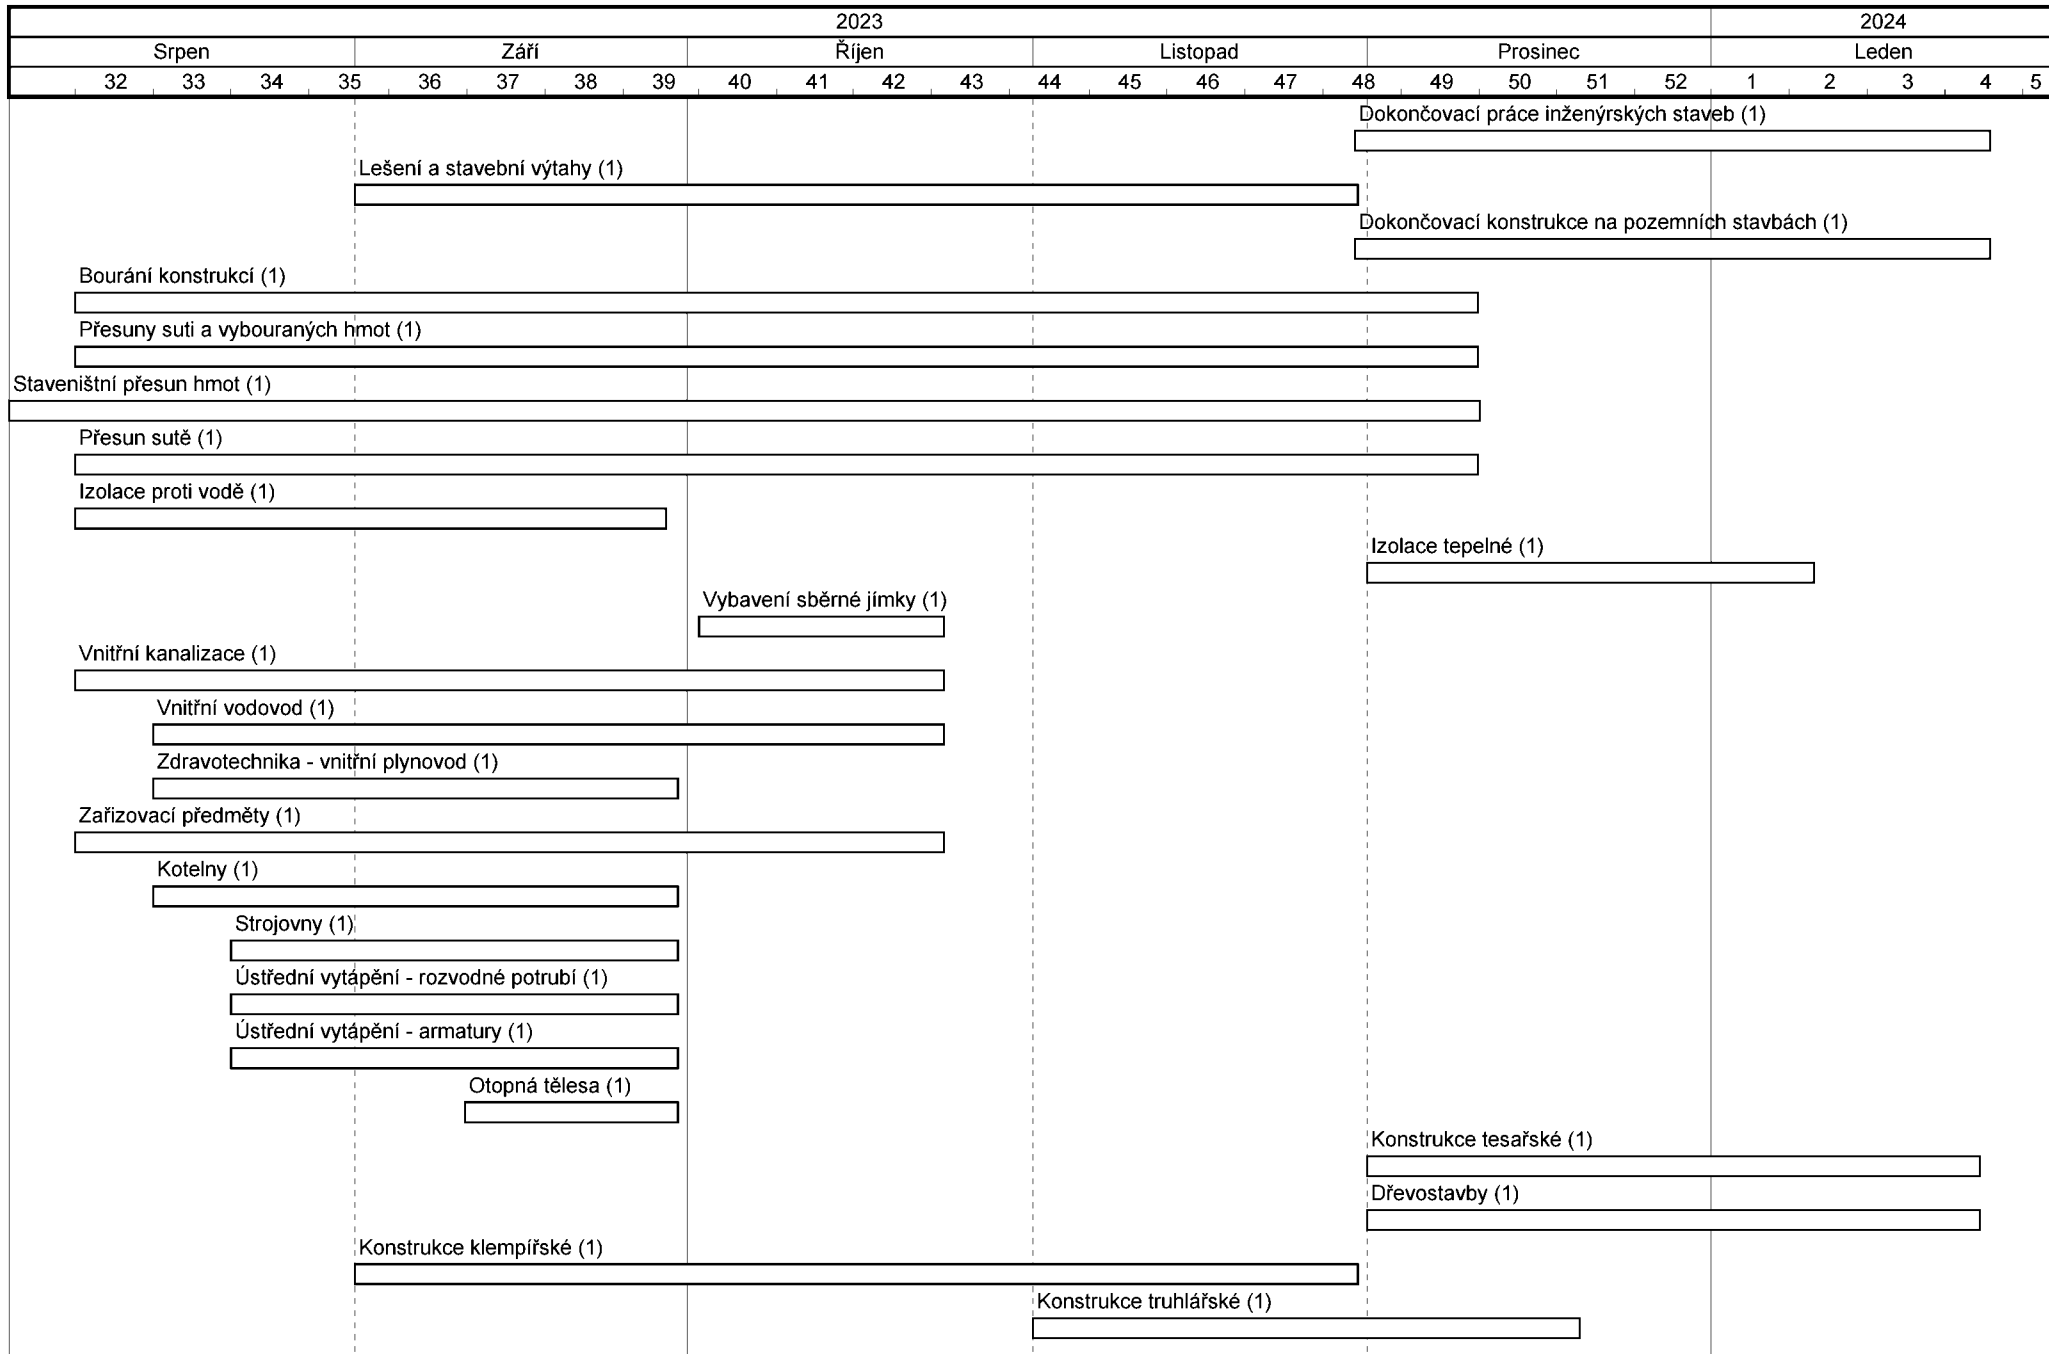 2023 2024
Srpen Září Říjen Listopad Prosinec Leden
32 33 34 35 36 37 38 39 40 41 42 43 44 45 46 47 48 49 50 51 52 1 2 3 4 5
Dokončovací práce inženýrských staveb (1)
Lešení a stavební výtahy (1)
Dokončovací konstrukce na pozemních stavbách (1)
Bourání konstrukcí (1)
Přesuny suti a vybouraných hmot (1)
Staveništní přesun hmot (1)
Přesun sutě (1)
Izolace proti vodě (1)
Izolace tepelné (1)
Vybavení sběrné jímky (1)
Vnitřní kanalizace (1)
Vnitřní vodovod (1)
Zdravotechnika - vnitřní plynovod (1)
Zařizovací předměty (1)
Kotelny (1)
Strojovny (1)
Ústřední vytápění - rozvodné potrubí (1)
Ústřední vytápění - armatury (1)
Otopná tělesa (1)
Konstrukce tesařské (1)
Dřevostavby (1)
Konstrukce klempířské (1)
Konstrukce truhlářské (1)